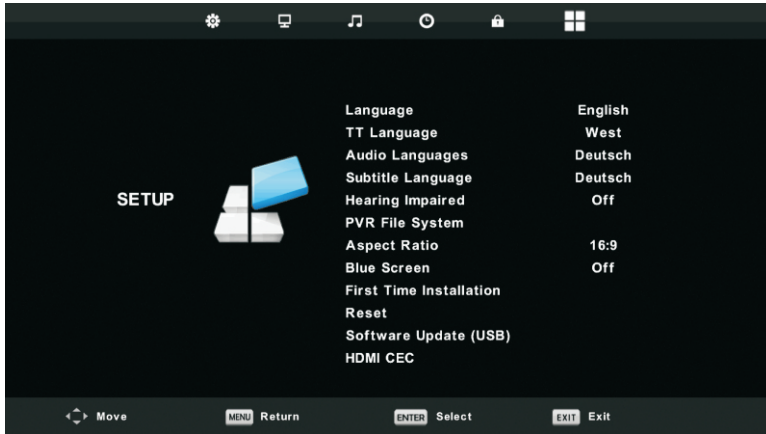 SETUP
Language English
TT Language West
Audio Languages Deutsch
Subtitle Language Deutsch
Hearing Impaired Off
PVR File System
Aspect Ratio 16:9
Blue Screen Off
First Time Installation
Reset
Software Update (USB)
HDMI CEC
Move MENU Return ENTER Select EXIT Exit